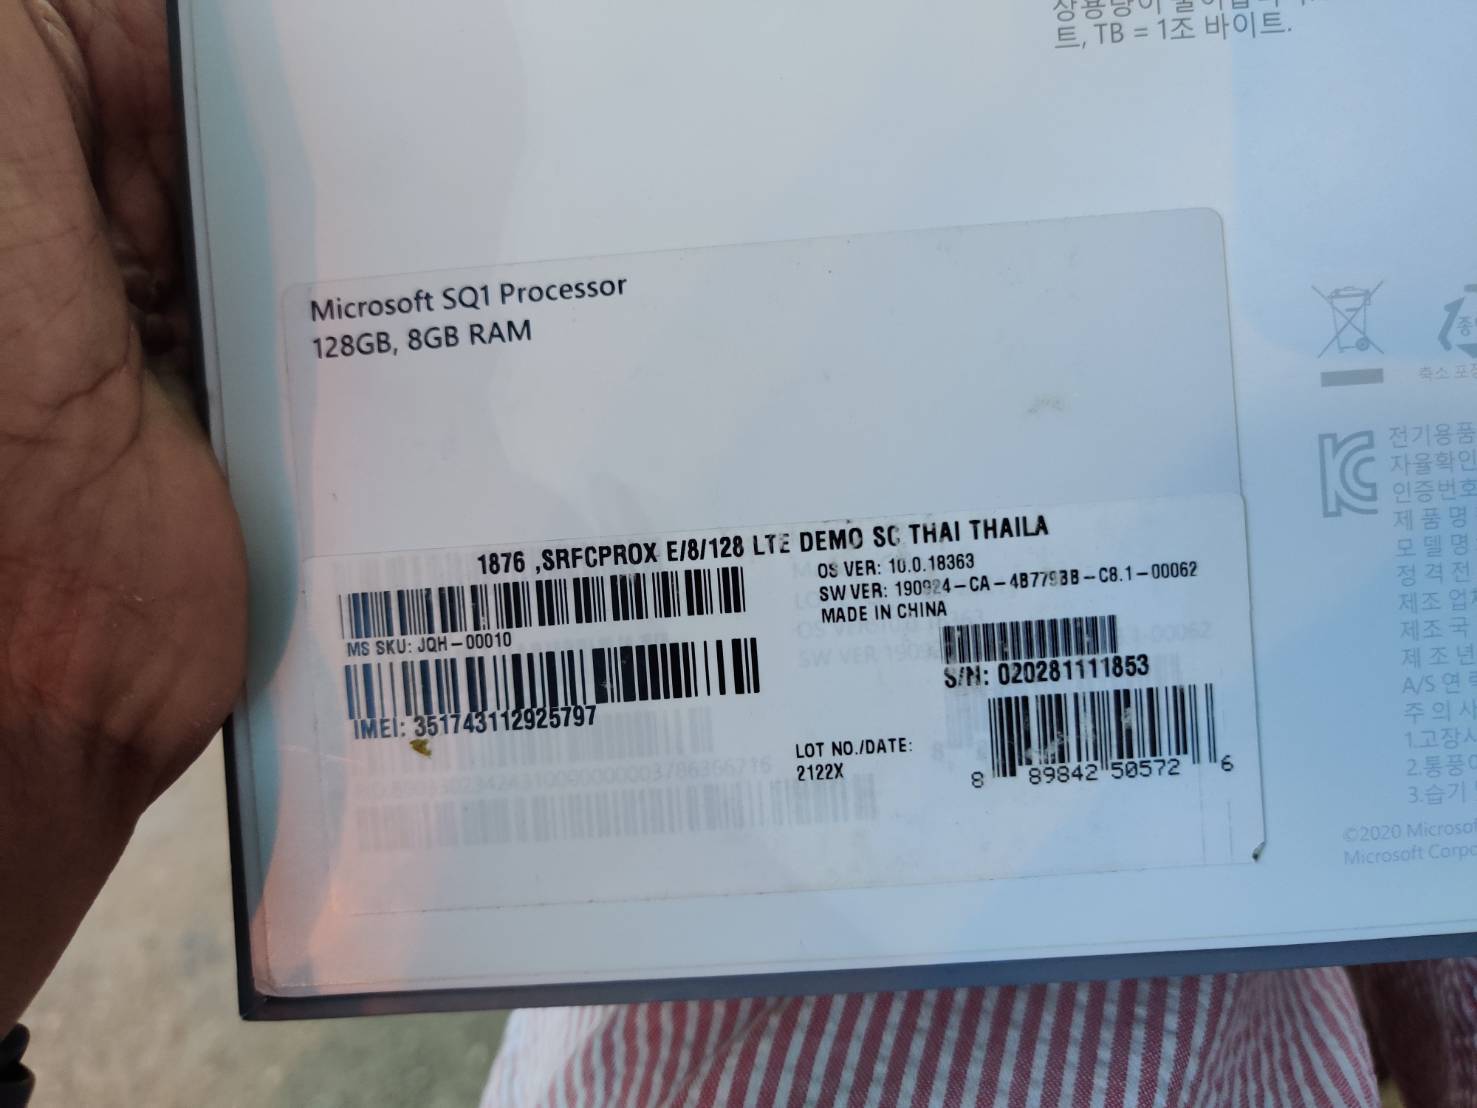 트, TB = 1조 바이트.
Microsoft SQ1 Processor
128GB, 8GB RAM
1876 ,SRFCPROX E/8/128 LTE DEMO SC THAI THAILA
OS VER: 10.0.18363
SW VER: 190924-CA-4B779BB-C8.1-00062
MADE IN CHINA
MS SKU: JQH-00010
S/N: 020281111853
IMEI: 351743112925797
LOT NO./DATE:
2122X
8 89842 50572 6
전기용품
자율확인
인증번호
제 품 명
모 델 명
정 격 전
제 조 업체
제 조 국
제 조 년
A/S 연
주 의 사
1.고장시
2.통풍이
3.습기
©2020 Microsof
Microsoft Corpo